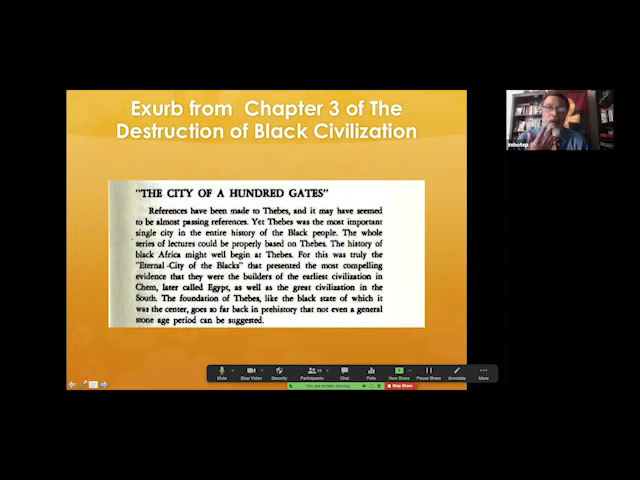 Exurb from Chapter 3 of The
Destruction of Black Civilization
"THE CITY OF A HUNDRED GATES"
References have been made to Thebes, and it may have seemed
to be almost passing references. Yet Thebes was the most important
single city in the entire history of the Black people. The whole
series of lectures could be properly based on Thebes. The history of
black Africa might well begin at Thebes. For this was truly the
"Eternal City of the Blacks" that presented the most compelling
evidence that they were the builders of the earliest civilization in
Chem, later called Egypt, as well as the great civilization in the
South. The foundation of Thebes, like the black state of which it
was the center, goes so far back in prehistory that not even a general
stone age period can be suggested.
Imhotep
Mute
Stop Video
Security
Participants
13
Chat
Polls
New Share
Pause Share
Annotate
More
You are screen sharing
Stop Share